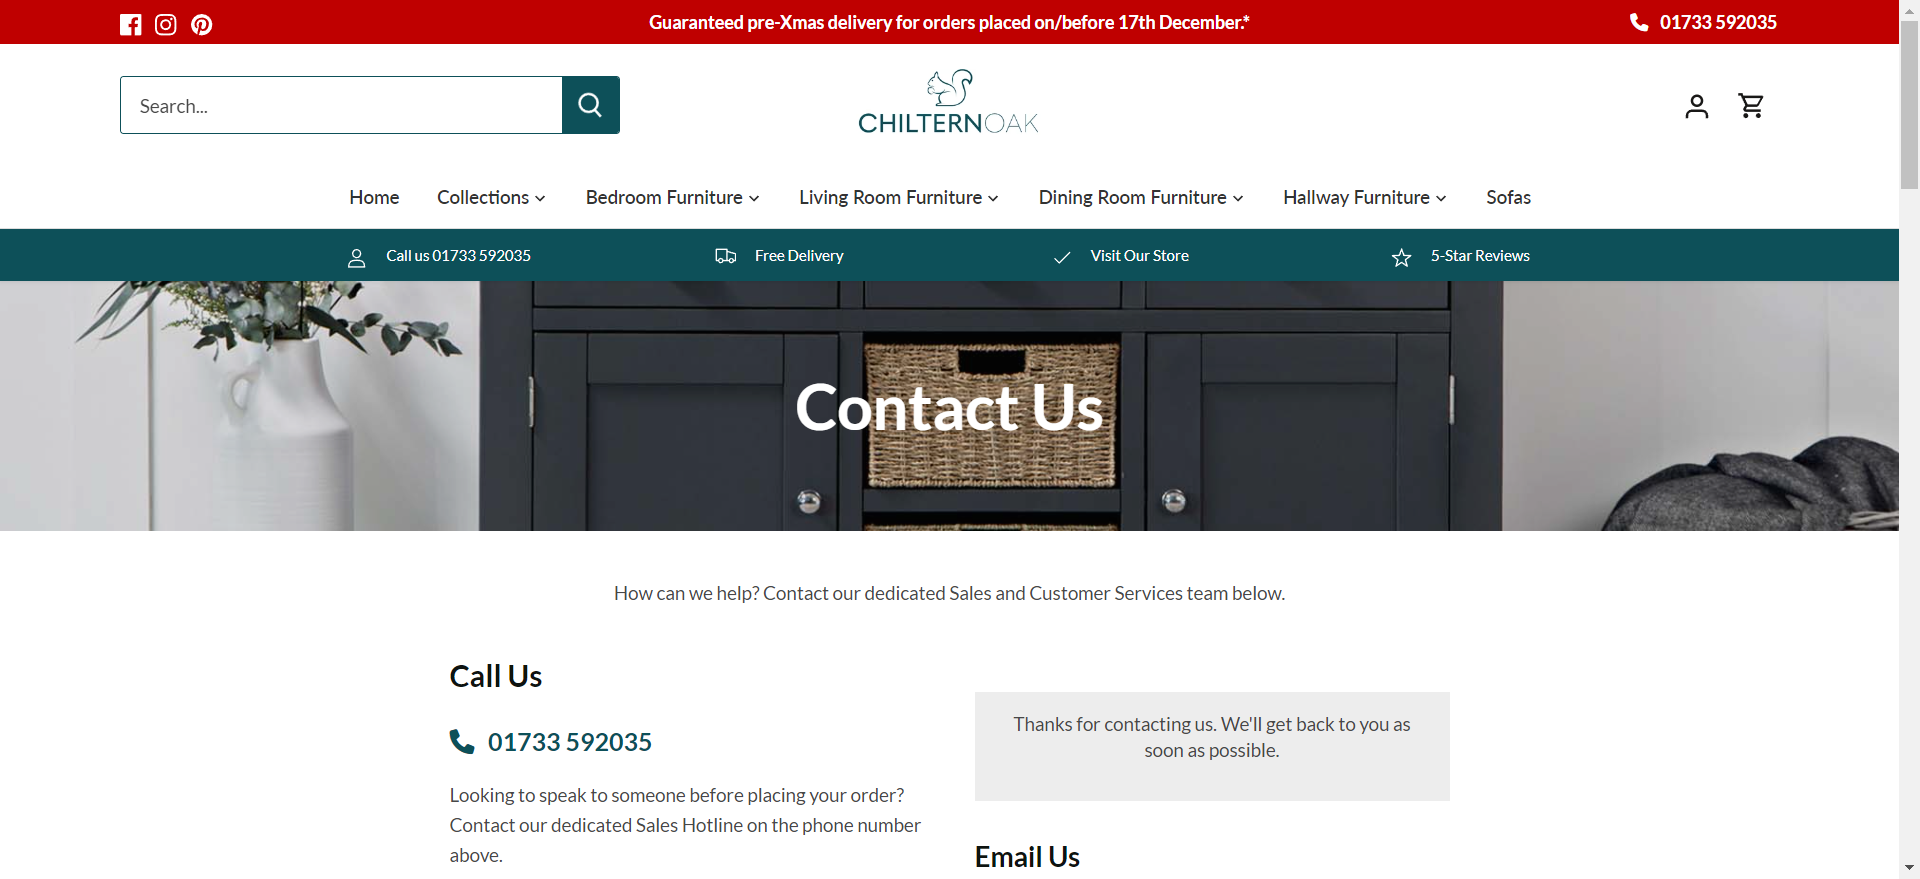 Guaranteed pre-Xmas delivery for orders placed on/before 17th December.*
01733 592035
Search...
CHILTERNOAK
Home
Collections
Bedroom Furniture
Living Room Furniture
Dining Room Furniture
Hallway Furniture
Sofas
Call us 01733 592035
Free Delivery
Visit Our Store
5-Star Reviews
Contact Us
How can we help? Contact our dedicated Sales and Customer Services team below.
Call Us
01733 592035
Looking to speak to someone before placing your order?
Contact our dedicated Sales Hotline on the phone number
above.
Thanks for contacting us. We'll get back to you as
soon as possible.
Email Us